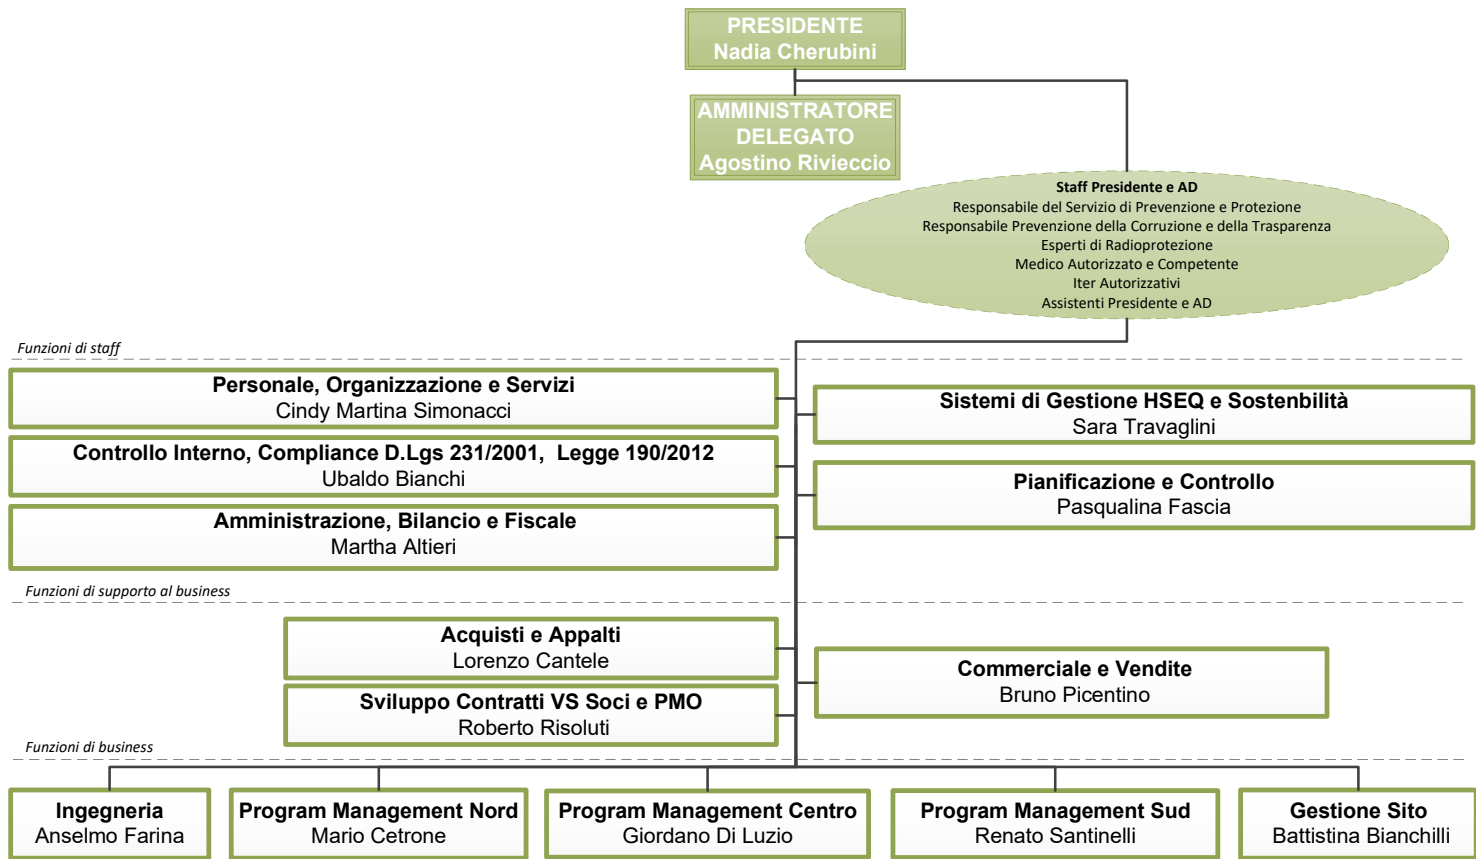 PRESIDENTE
Nadia Cherubini
AMMINISTRATORE
DELEGATO
Agostino Rivieccio
Staff Presidente e AD
Responsabile del Servizio di Prevenzione e Protezione
Responsabile Prevenzione della Corruzione e della Trasparenza
Esperti di Radioprotezione
Medico Autorizzato e Competente
Iter Autorizzativi
Assistenti Presidente e AD
Funzioni di staff
Personale, Organizzazione e Servizi
Cindy Martina Simonacci
Sistemi di Gestione HSEQ e Sostenbilità
Sara Travaglini
Controllo Interno, Compliance D.Lgs 231/2001, Legge 190/2012
Ubaldo Bianchi
Pianificazione e Controllo
Pasqualina Fascia
Amministrazione, Bilancio e Fiscale
Martha Altieri
Funzioni di supporto al business
Acquisti e Appalti
Lorenzo Cantele
Commerciale e Vendite
Bruno Picentino
Sviluppo Contratti VS Soci e PMO
Roberto Risoluti
Funzioni di business
Ingegneria
Anselmo Farina
Program Management Nord
Mario Cetrone
Program Management Centro
Giordano Di Luzio
Program Management Sud
Renato Santinelli
Gestione Sito
Battistina Bianchilli